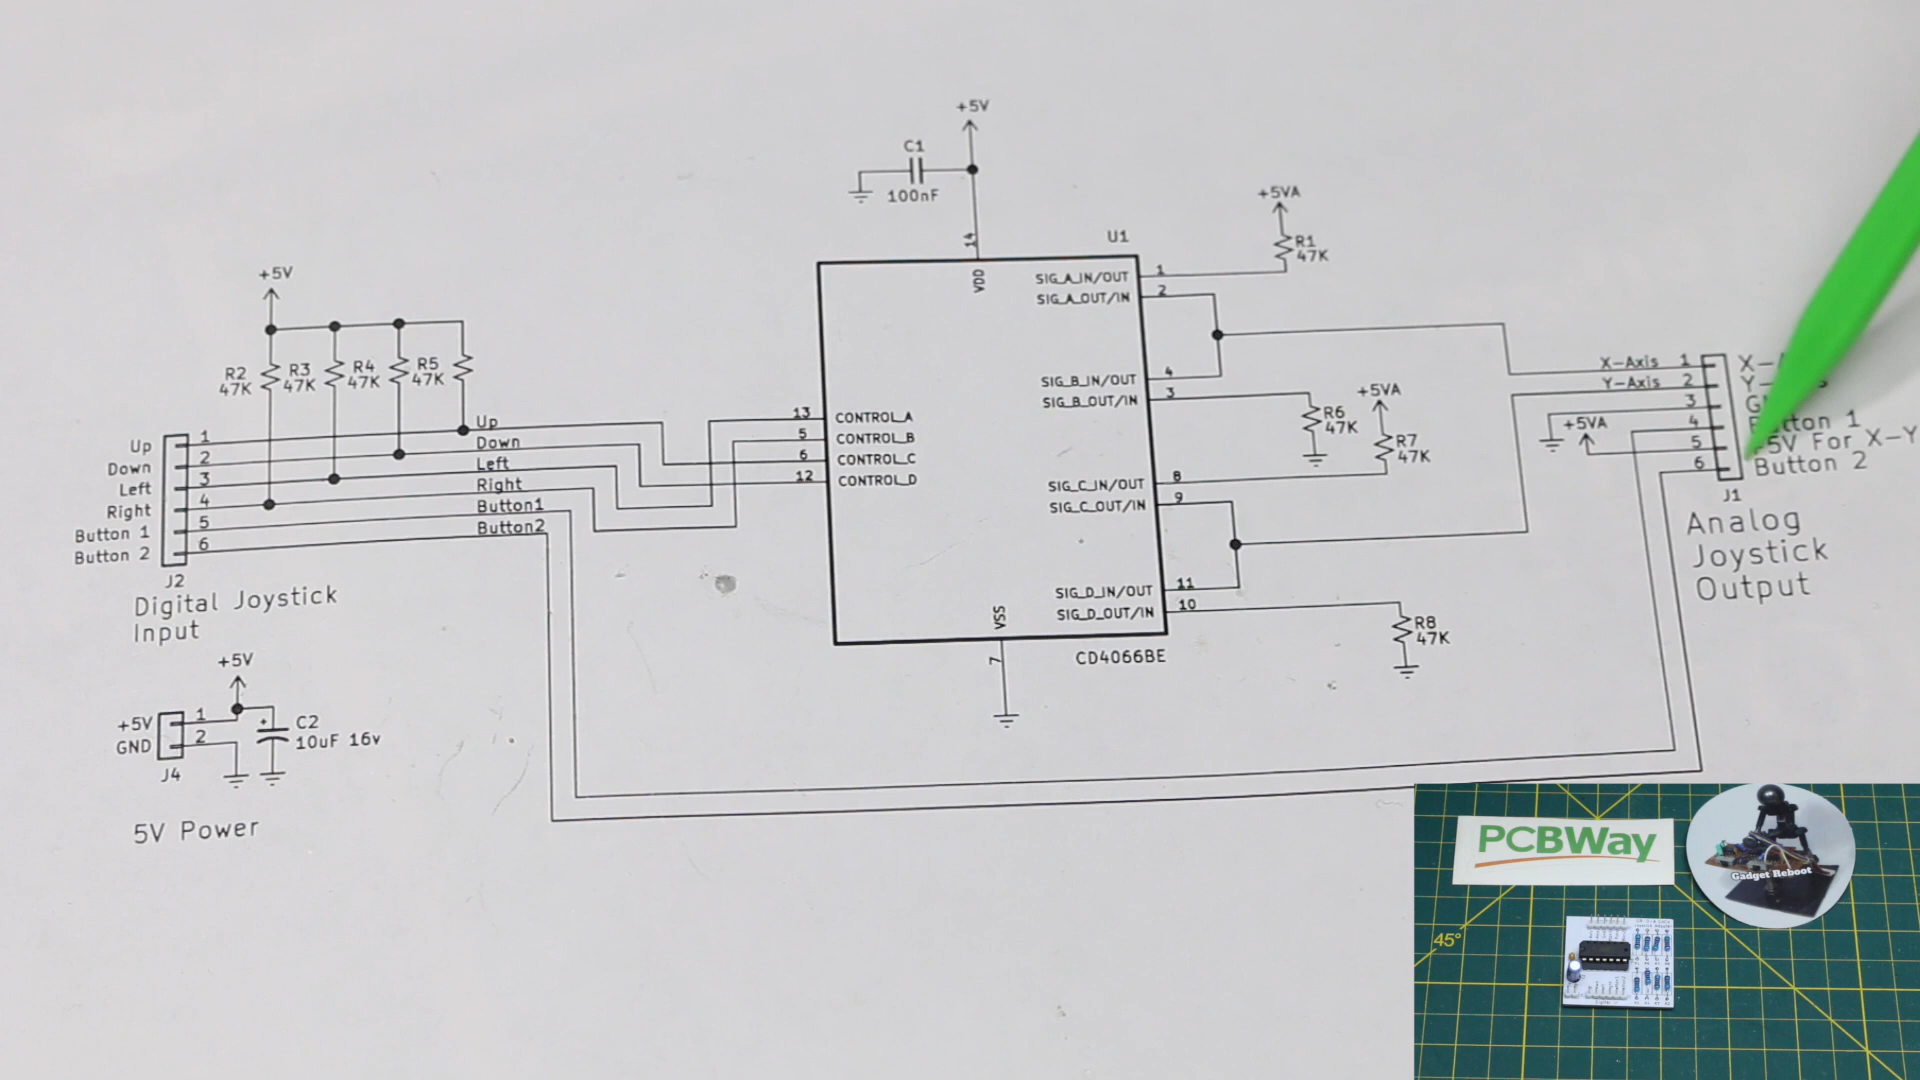 +5V
C1
100nF
14
VDD
U1
+5VA
R1
47K
SIG_A_IN/OUT 1
SIG_A_OUT/IN 2
+5V
R2
47K
R3
47K
R4
47K
R5
47K
SIG_B_IN/OUT 4
SIG_B_OUT/IN 3
R6
47K
+5VA
R7
47K
13 CONTROL_A
5 CONTROL_B
6 CONTROL_C
12 CONTROL_D
Up 1 Up
Down 2 Down
Left 3 Left
Right 4 Right
Button 1 5 Button1
Button 2 6 Button2
J2
Digital Joystick
Input
SIG_C_IN/OUT 8
SIG_C_OUT/IN 9
SIG_D_IN/OUT 11
SIG_D_OUT/IN 10
R8
47K
VSS
7
CD4066BE
X-Axis 1
Y-Axis 2
3
4 1
+5VA 5 5V For X-Y
6 Button 2
J1
Analog
Joystick
Output
+5V
+5V 1
GND 2
J4
+
C2
10uF 16v
5V Power
PCBWay
Gadget Reboot
45°